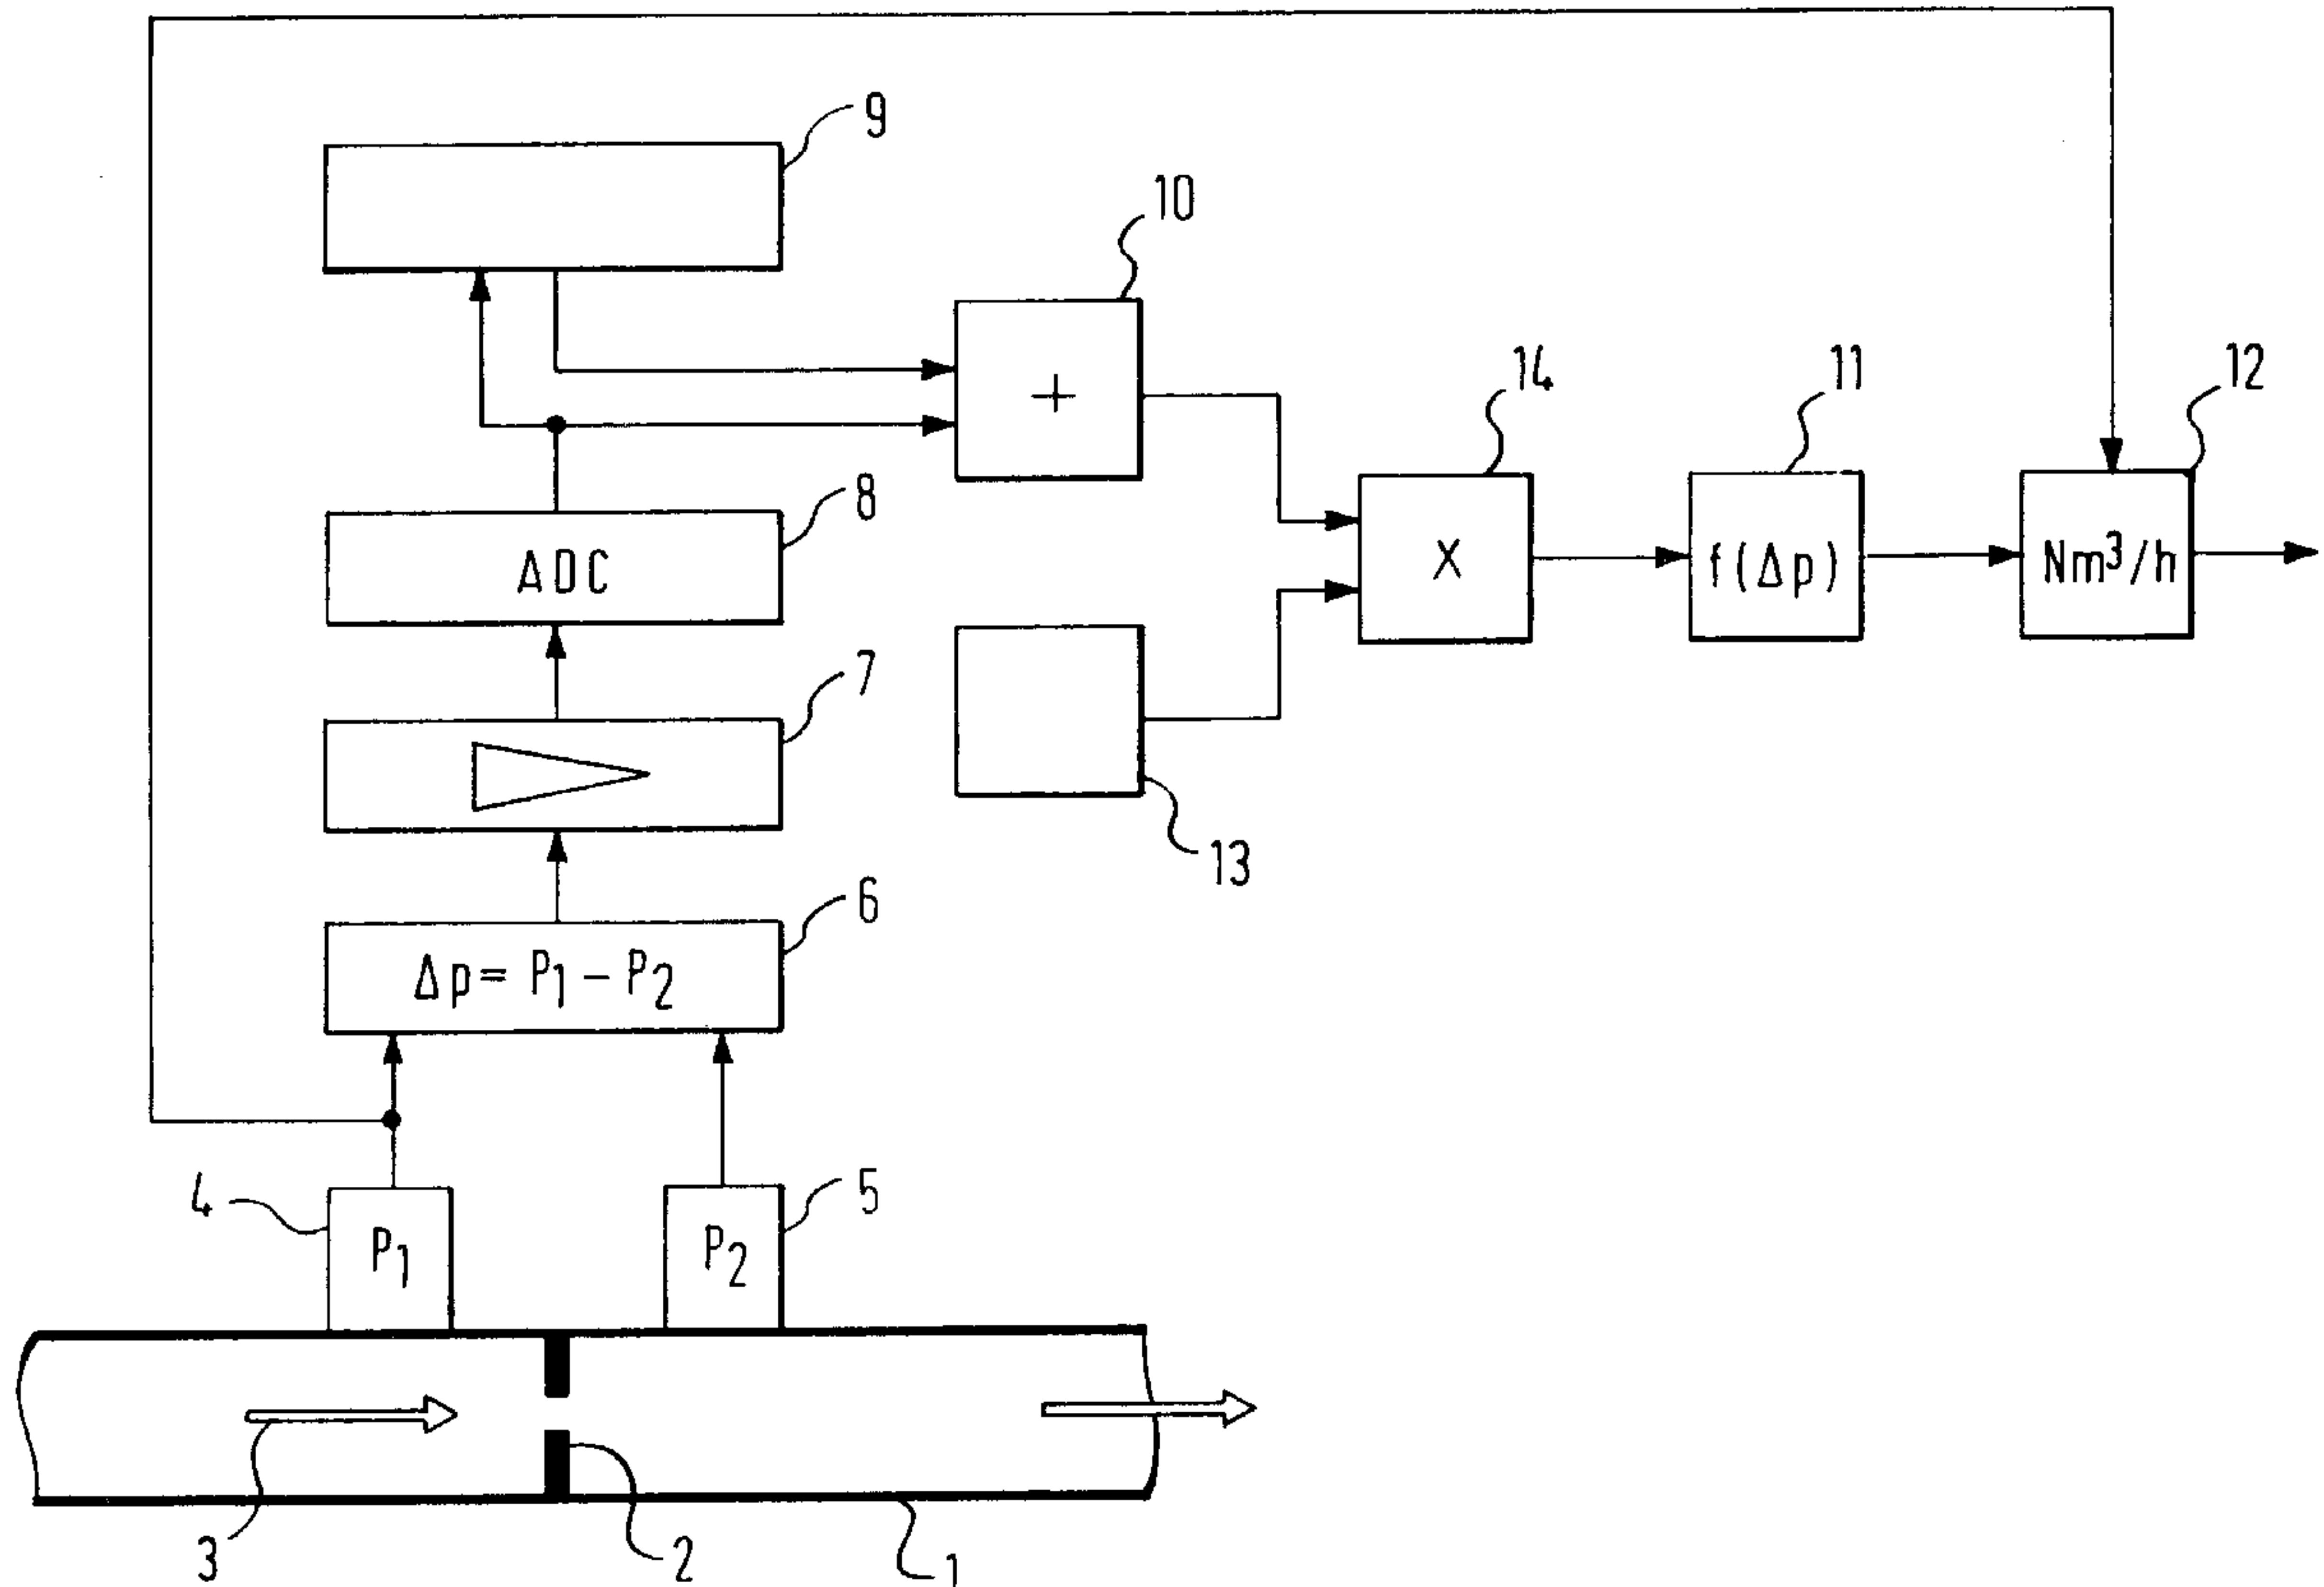 9
10
+
14
11
12
8
ADC
X
f(Δp)
Nm³/h
7
13
6
Δp = P₁ − P₂
4
P₁
P₂
5
3
2
1